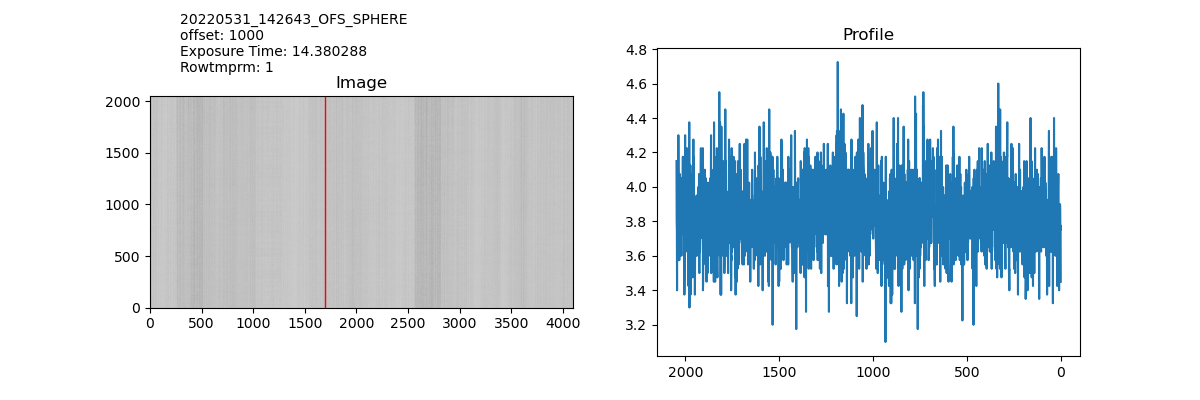 20220531_142643_OFS_SPHERE
offset: 1000
Exposure Time: 14.380288
Rowtmprm: 1
Image
2000
1500
1000
500
0
0 500 1000 1500 2000 2500 3000 3500 4000
Profile
4.8
4.6
4.4
4.2
4.0
3.8
3.6
3.4
3.2
2000 1500 1000 500 0